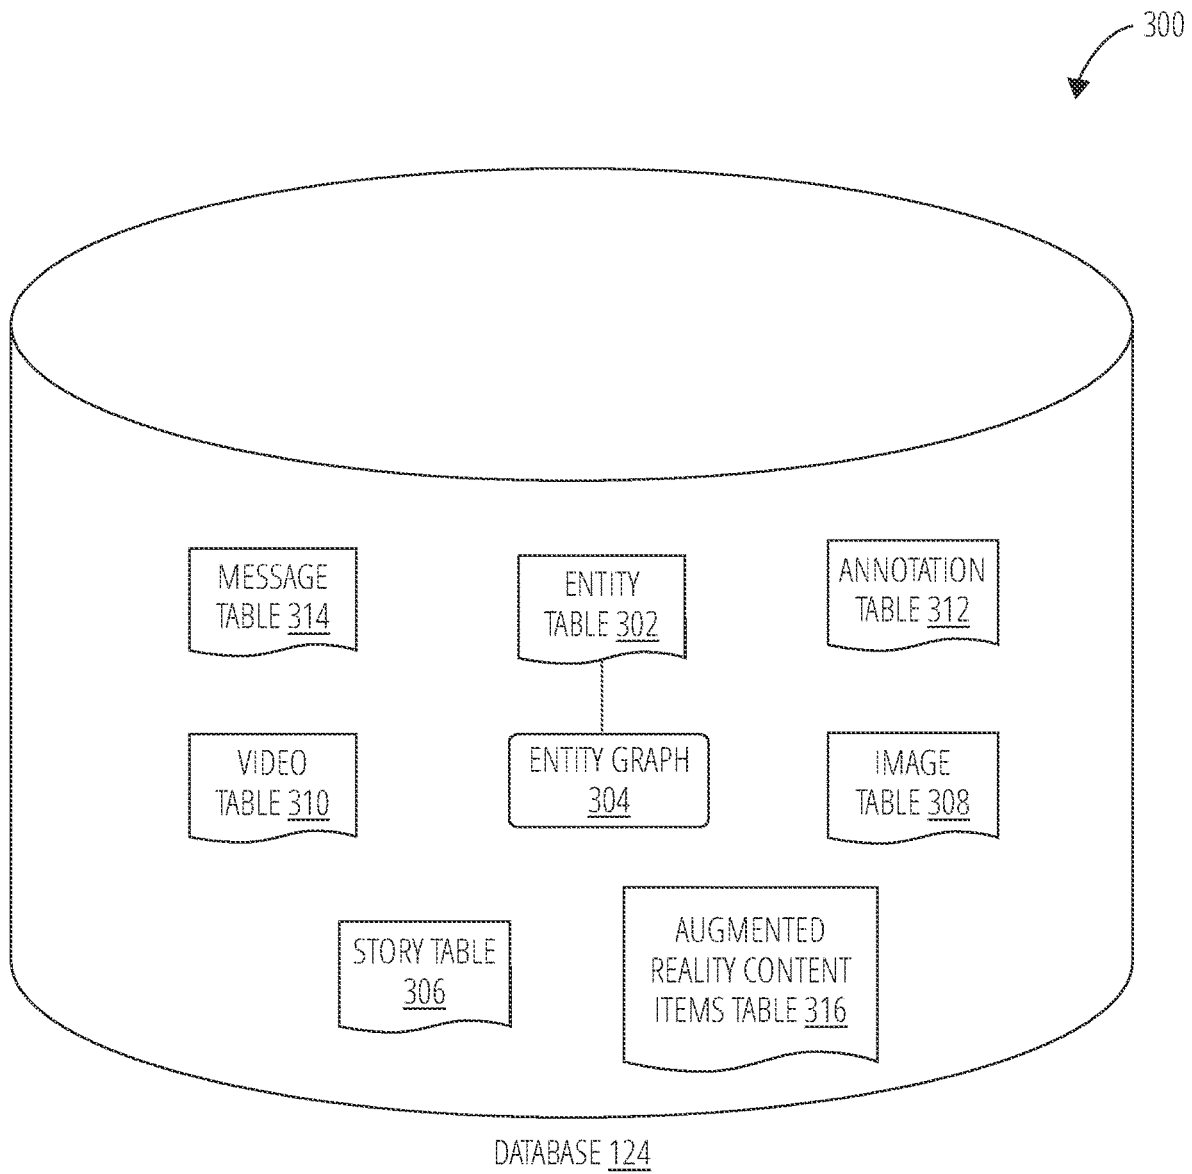 300
MESSAGE
TABLE 314
ENTITY
TABLE 302
ANNOTATION
TABLE 312
VIDEO
TABLE 310
ENTITY GRAPH
304
IMAGE
TABLE 308
STORY TABLE
306
AUGMENTED
REALITY CONTENT
ITEMS TABLE 316
DATABASE 124